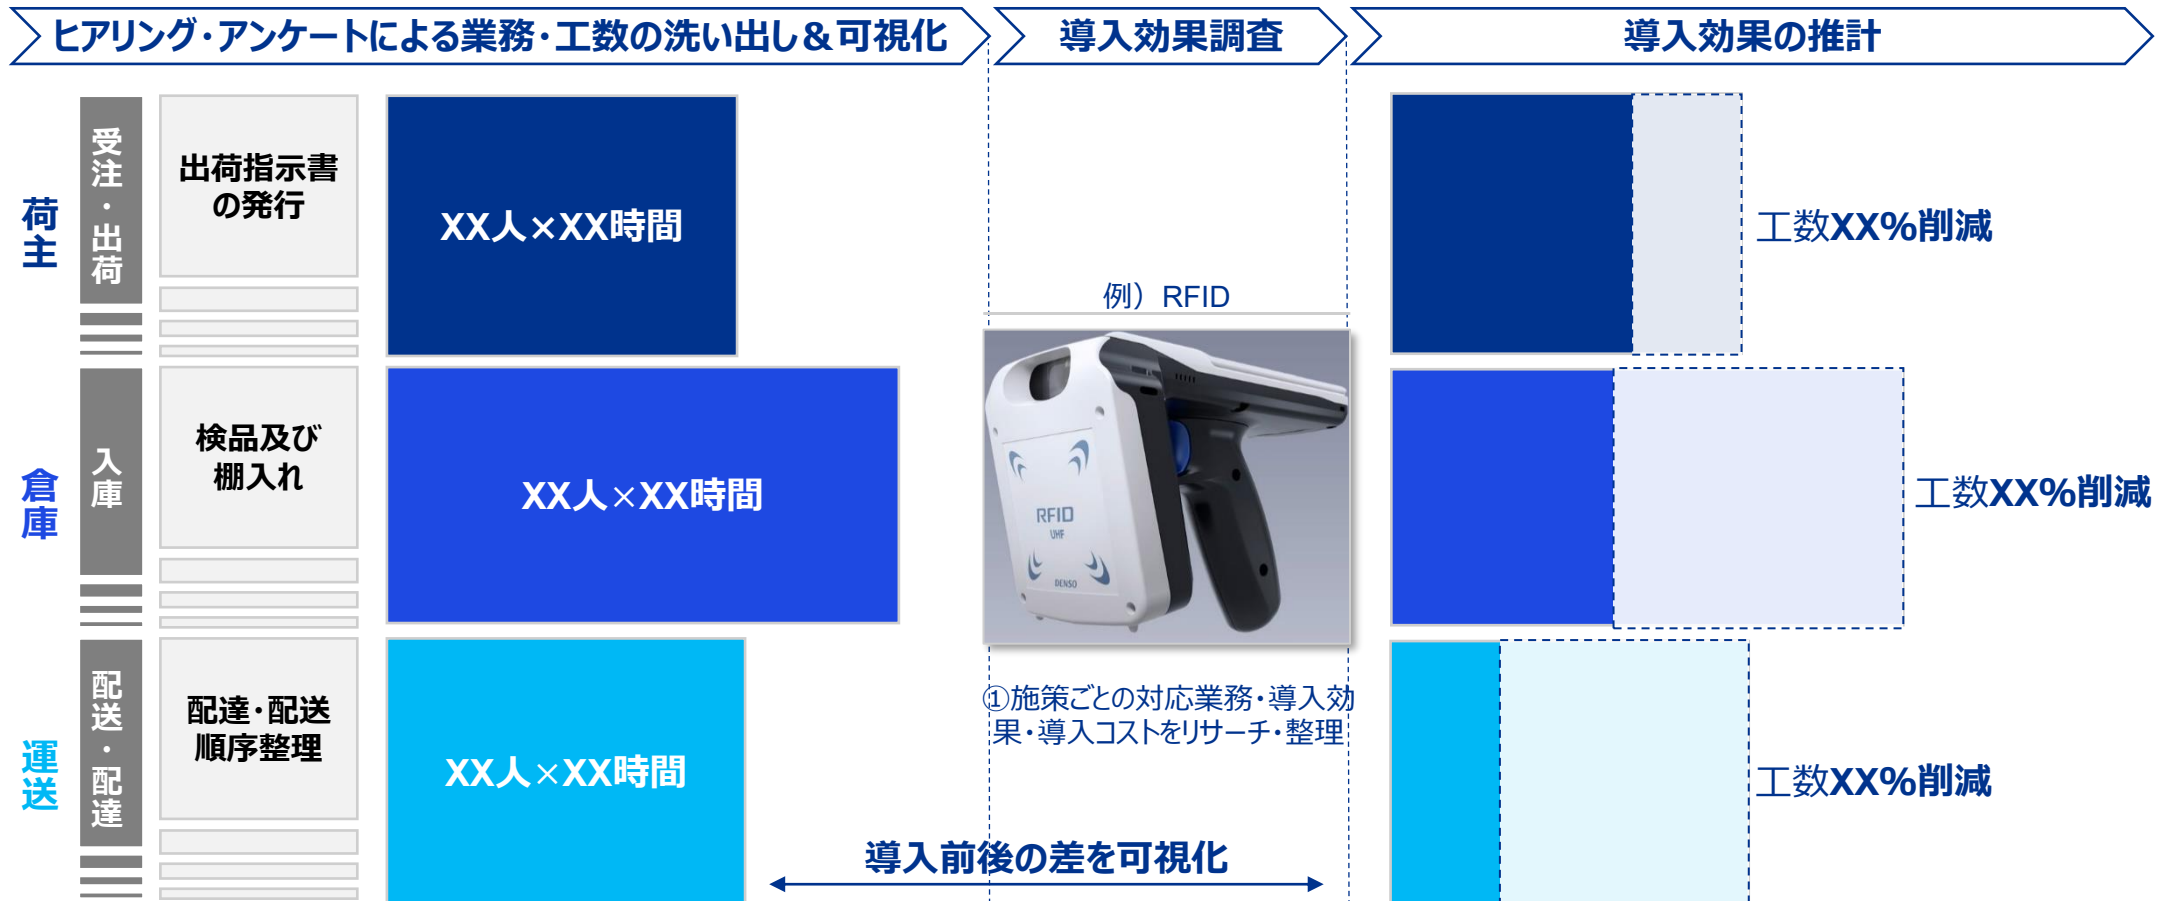 ヒアリング・アンケートによる業務・工数の洗い出し&可視化
導入効果調査
導入効果の推計
荷主
受注・出荷
出荷指示書
の発行
XX人×XX時間
工数XX%削減
例）RFID
RFID
UHF
DENSO
倉庫
入庫
検品及び
棚入れ
XX人×XX時間
工数XX%削減
①施策ごとの対応業務・導入効
果・導入コストをリサーチ・整理
運送
配送・配達
配達・配送
順序整理
XX人×XX時間
工数XX%削減
導入前後の差を可視化